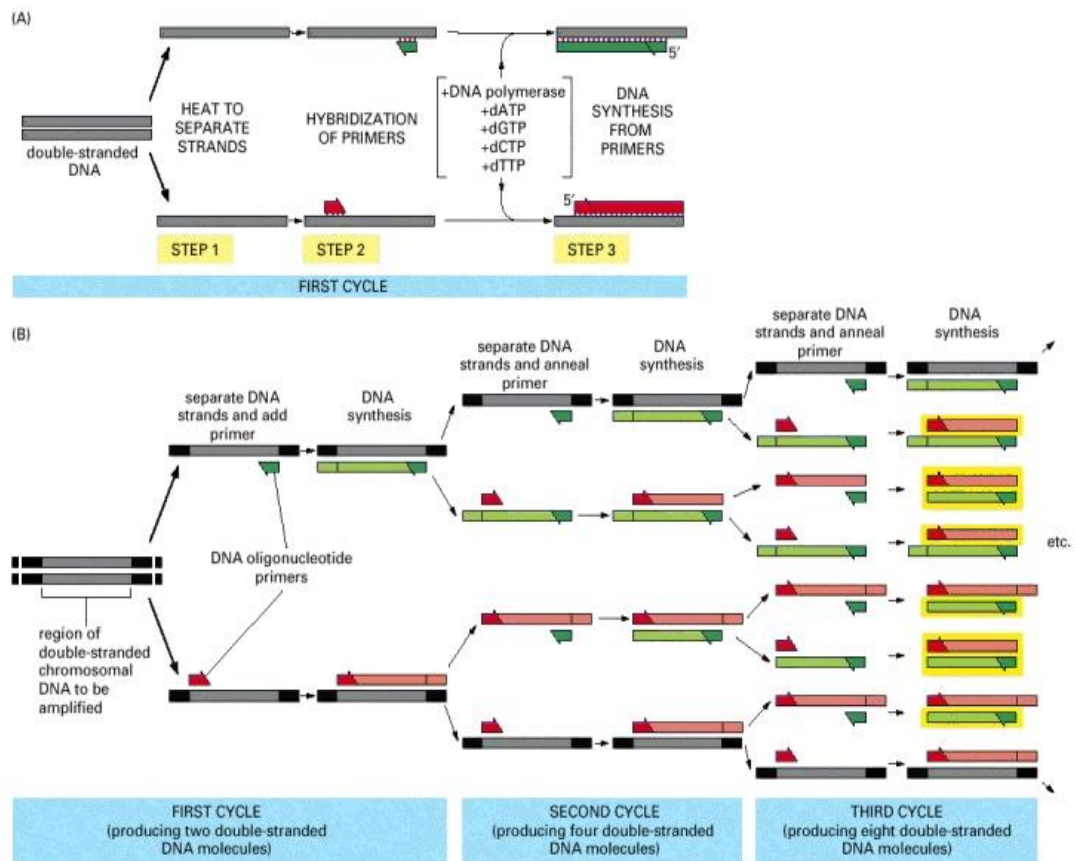 (A)
5′
HEAT TO
SEPARATE
STRANDS
HYBRIDIZATION
OF PRIMERS
+DNA polymerase
+dATP
+dGTP
+dCTP
+dTTP
DNA
SYNTHESIS
FROM
PRIMERS
double-stranded
DNA
5′
STEP 1
STEP 2
STEP 3
FIRST CYCLE
(B)
separate DNA
strands and add
primer
DNA
synthesis
separate DNA
strands and anneal
primer
DNA
synthesis
separate DNA
strands and anneal
primer
DNA
synthesis
DNA oligonucleotide
primers
etc.
region of
double-stranded
chromosomal
DNA to be
amplified
FIRST CYCLE
(producing two double-stranded
DNA molecules)
SECOND CYCLE
(producing four double-stranded
DNA molecules)
THIRD CYCLE
(producing eight double-stranded
DNA molecules)